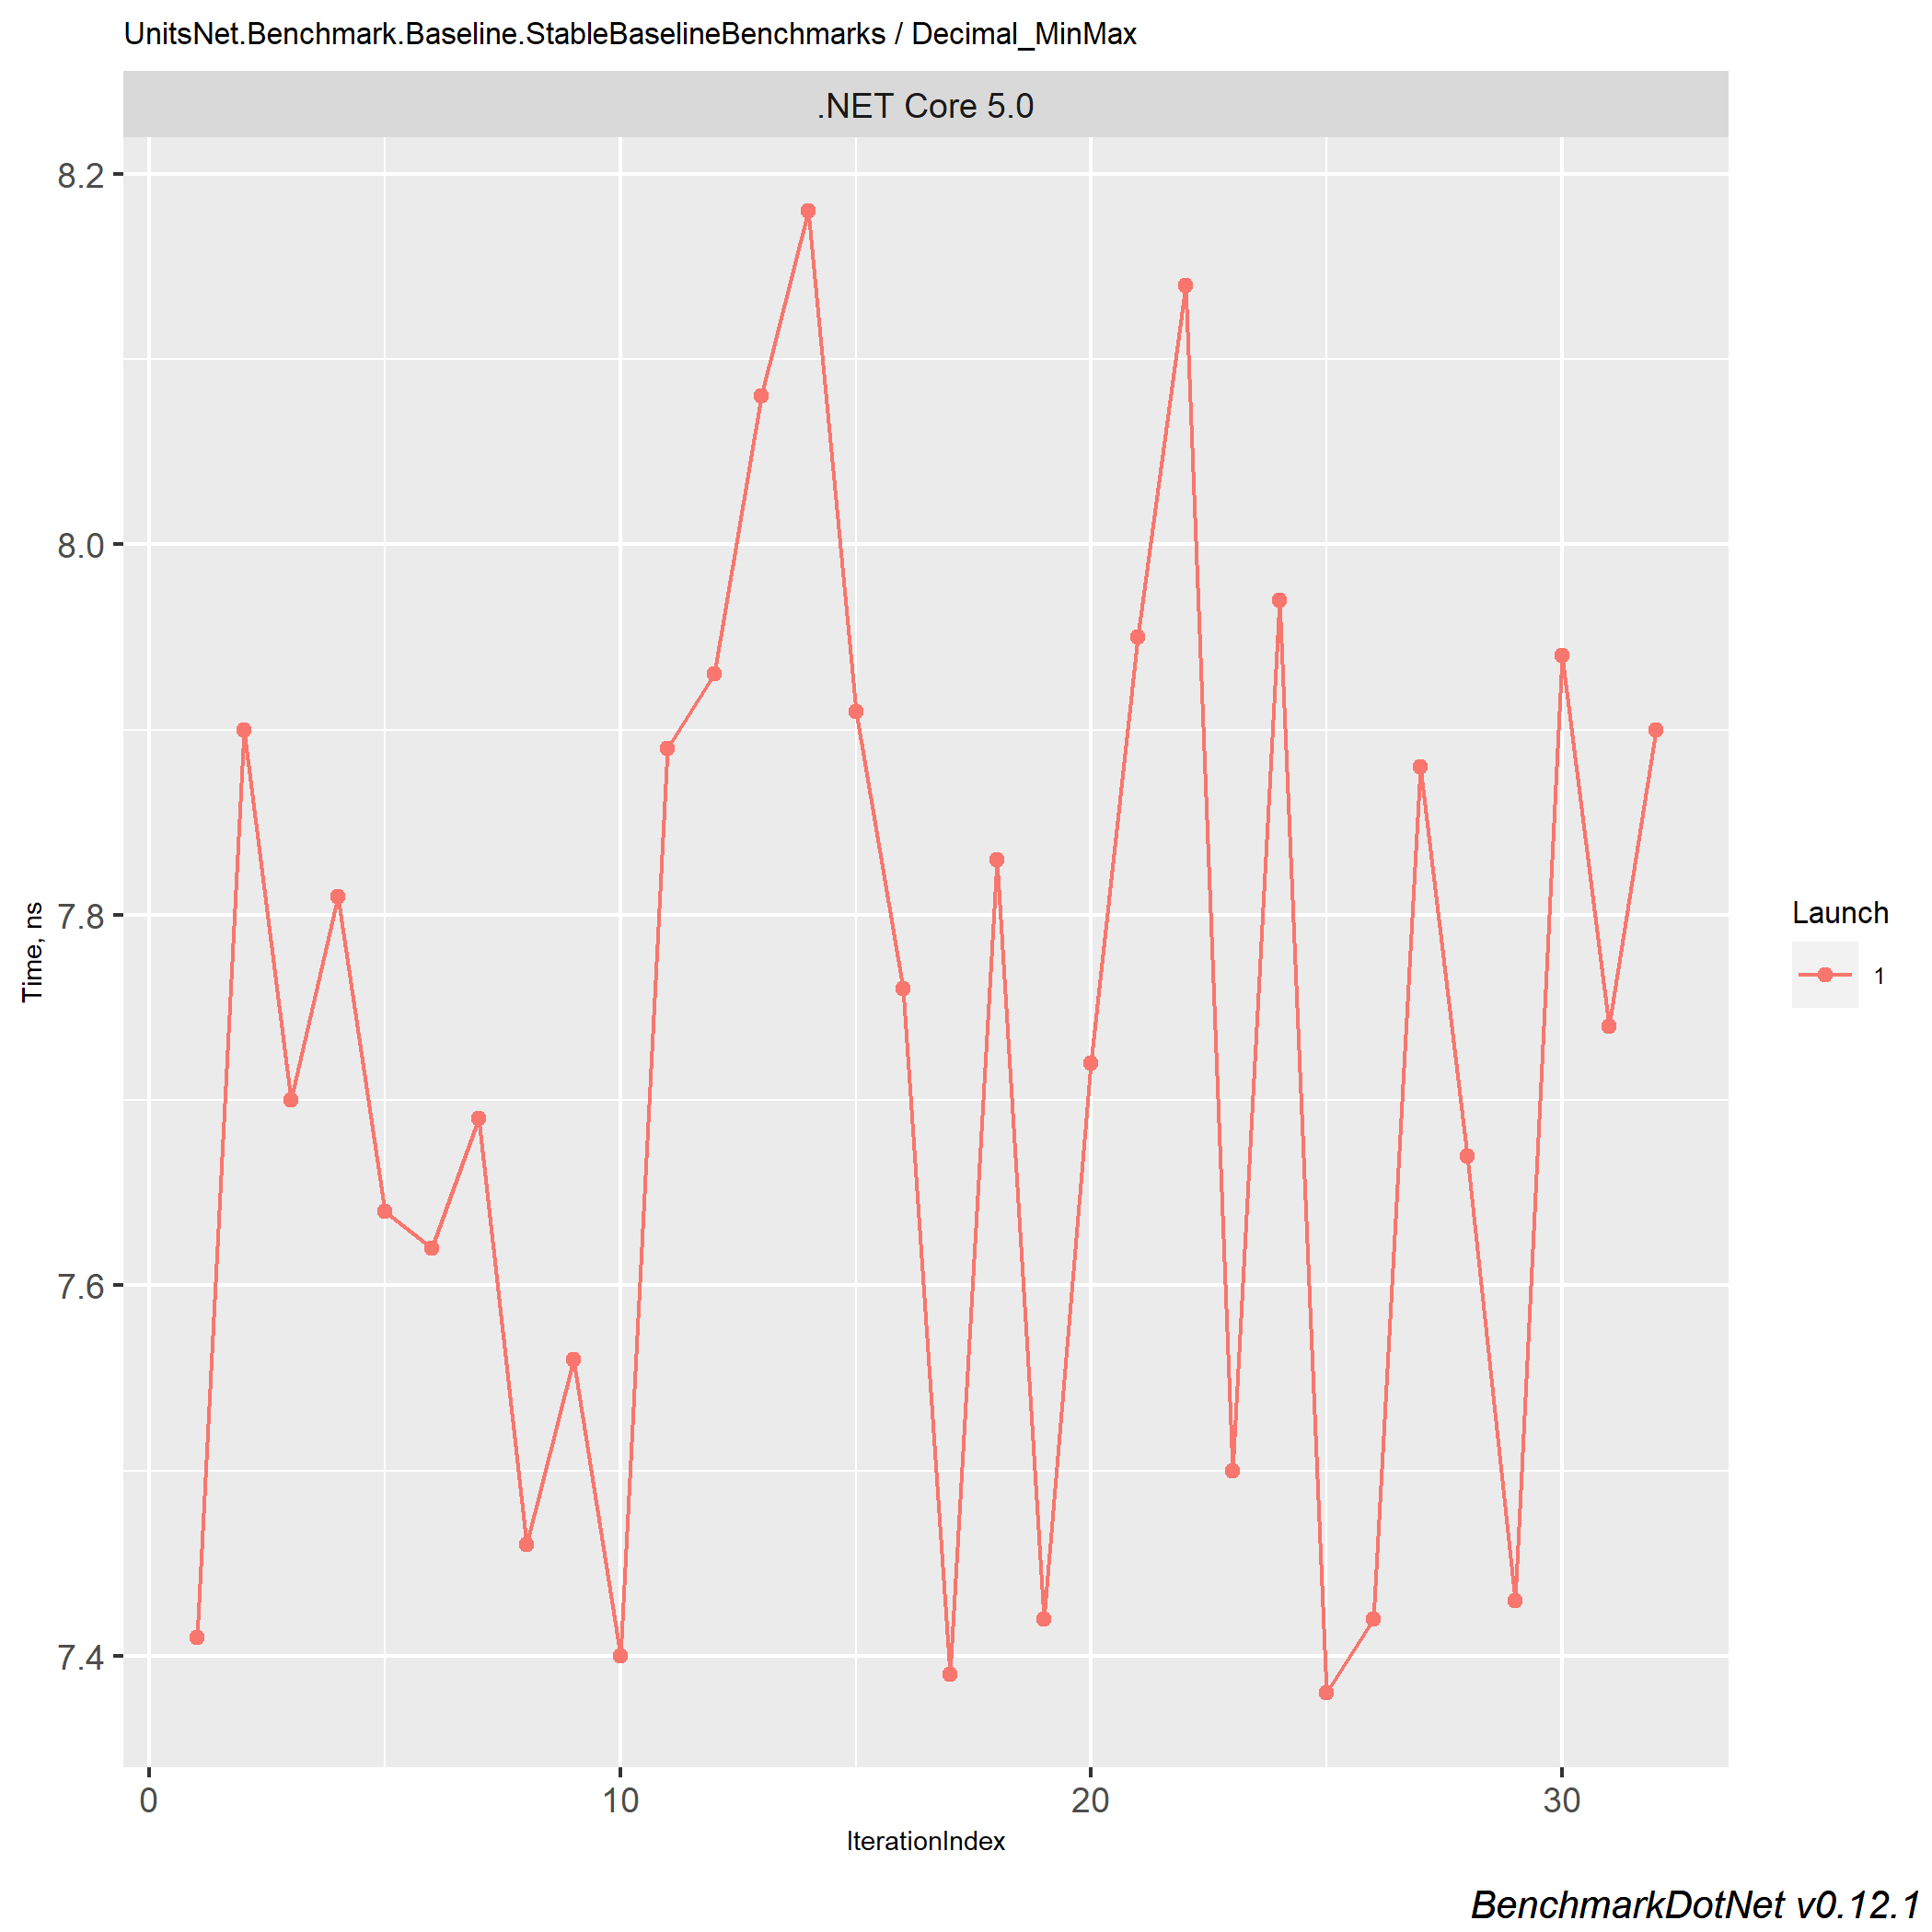 UnitsNet.Benchmark.Baseline.StableBaselineBenchmarks / Decimal_MinMax
.NET Core 5.0
8.2
8.0
7.8
7.6
7.4
Time, ns
0 10 20 30
IterationIndex
Launch
1
BenchmarkDotNet v0.12.1